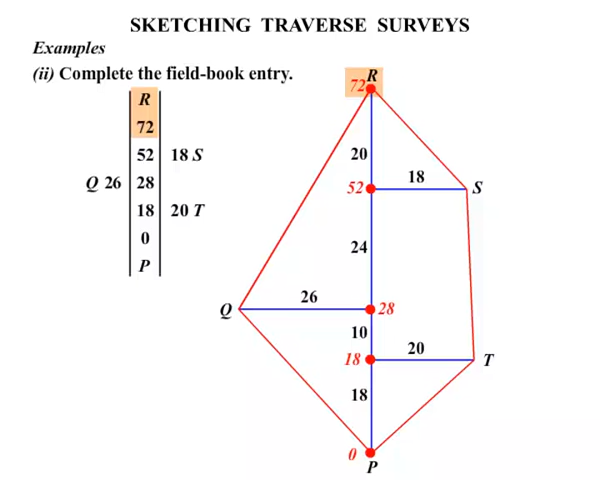 SKETCHING TRAVERSE SURVEYS
Examples
(ii) Complete the field-book entry.
R
72
52 18 S
Q 26 28
18 20 T
0
P
R
72
20
18
52
S
24
26
Q
28
10
20
18
T
18
0
P